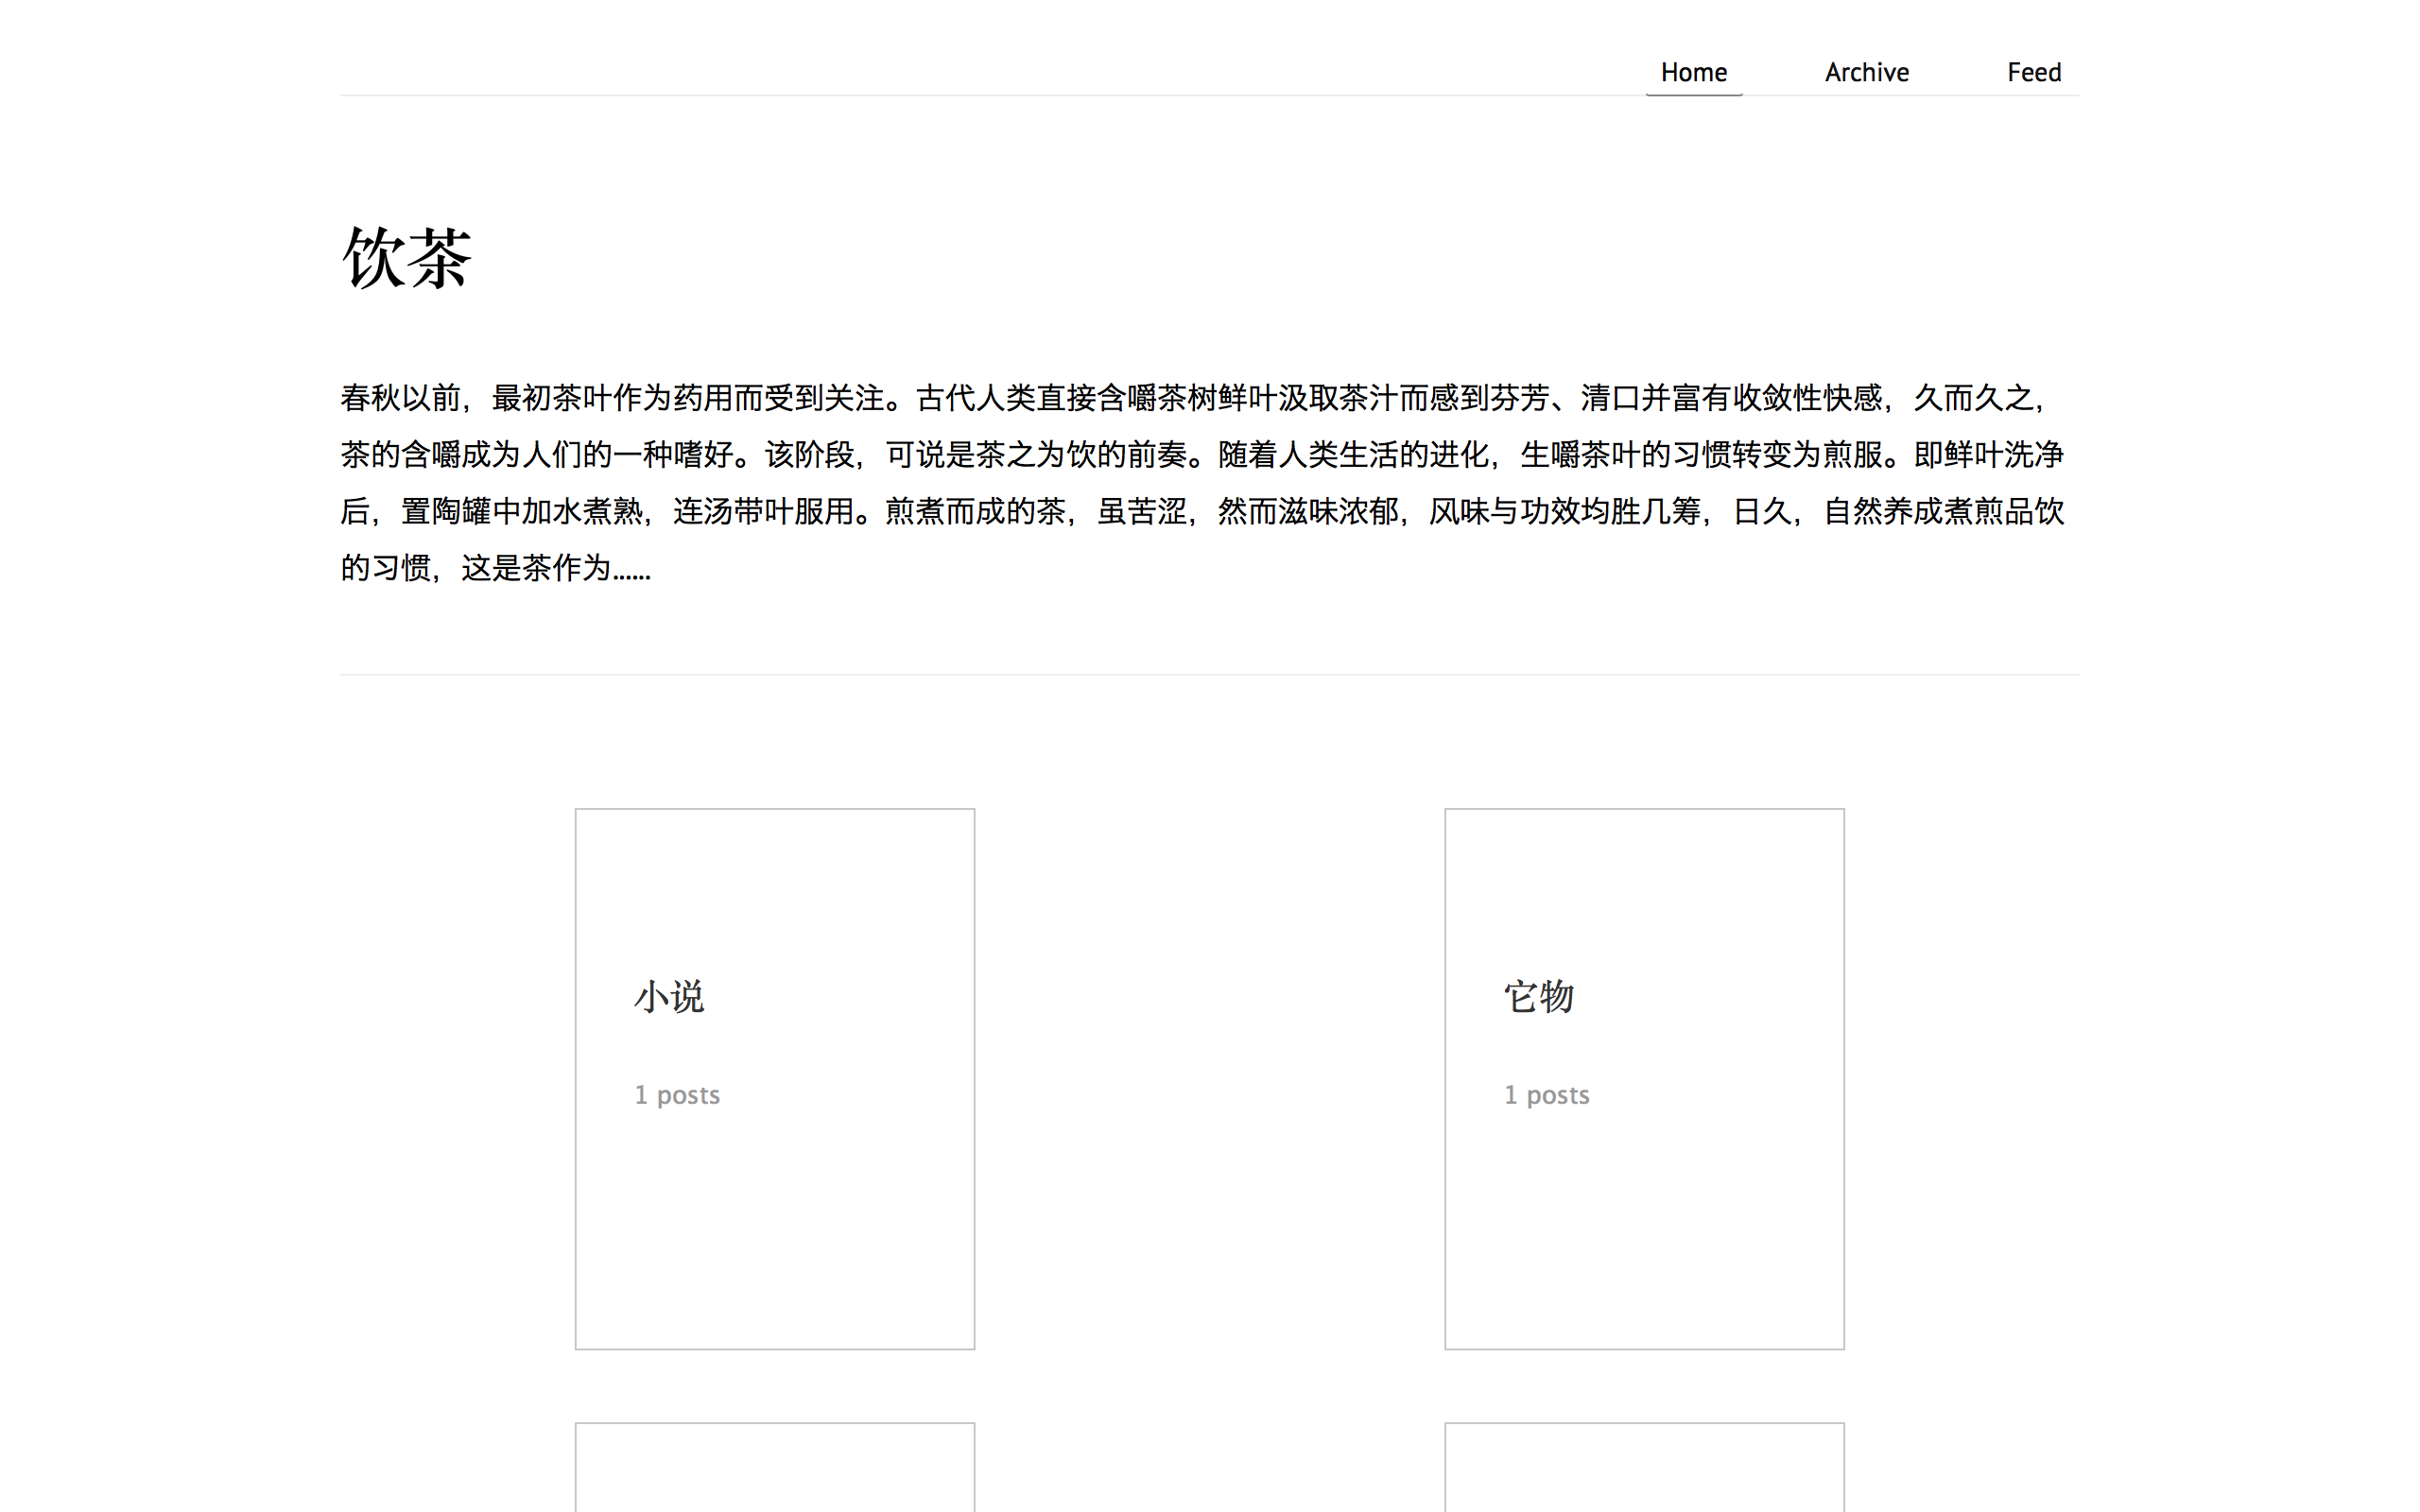 Home Archive Feed
饮茶
春秋以前，最初茶叶作为药用而受到关注。古代人类直接含嚼茶树鲜叶汲取茶汁而感到芬芳、清口并富有收敛性快感，久而久之，
茶的含嚼成为人们的一种嗜好。该阶段，可说是茶之为饮的前奏。随着人类生活的进化，生嚼茶叶的习惯转变为煎服。即鲜叶洗净
后，置陶罐中加水煮熟，连汤带叶服用。煎煮而成的茶，虽苦涩，然而滋味浓郁，风味与功效均胜几筹，日久，自然养成煮煎品饮
的习惯，这是茶作为……
小说
1 posts
它物
1 posts